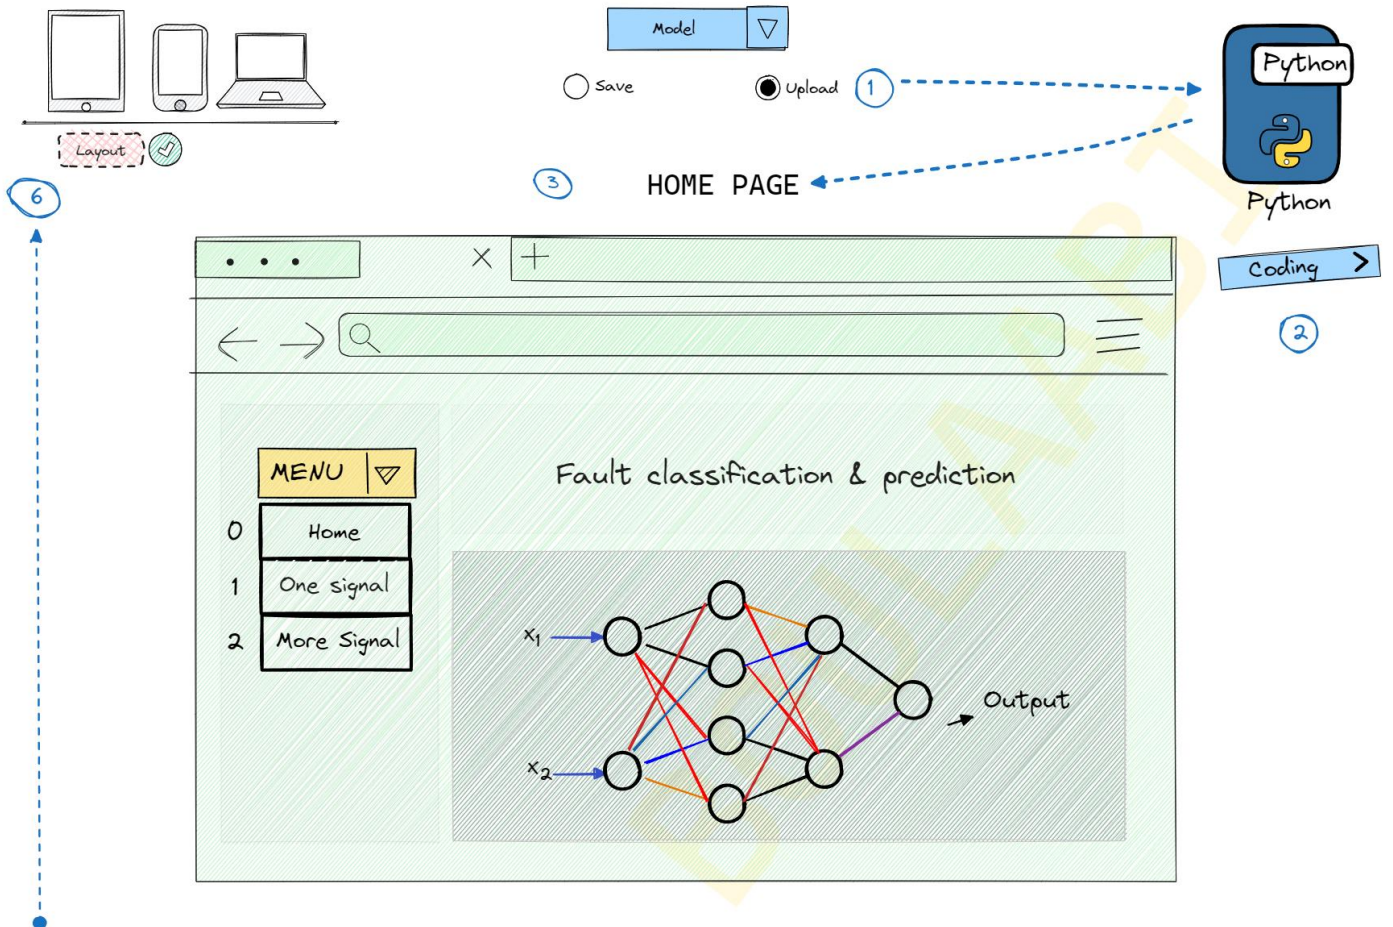 Model
Save
Upload
1
Python
Layout
6
3
HOME PAGE
Python
Coding
2
MENU
Fault classification & prediction
0 Home
1 One signal
2 More Signal
x1
x2
Output